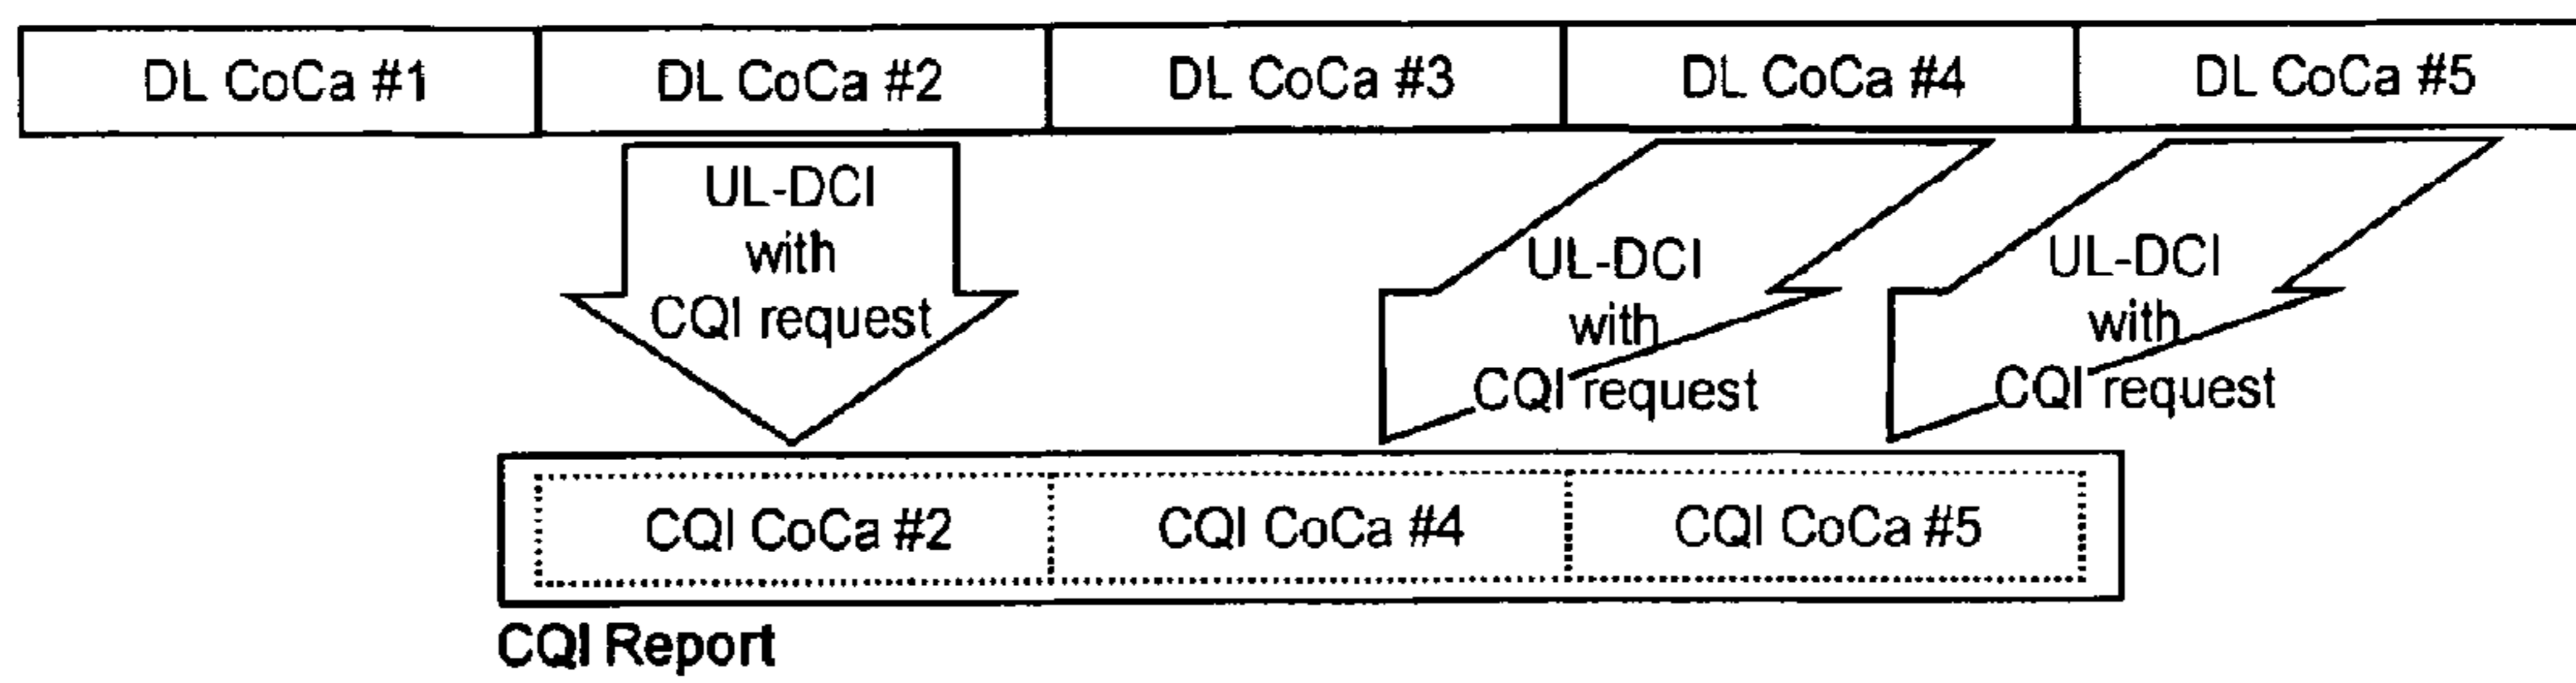 DL CoCa #1 DL CoCa #2 DL CoCa #3 DL CoCa #4 DL CoCa #5
UL-DCI
with
CQI request
UL-DCI
with
CQI request
UL-DCI
with
CQI request
CQI CoCa #2 CQI CoCa #4 CQI CoCa #5
CQI Report